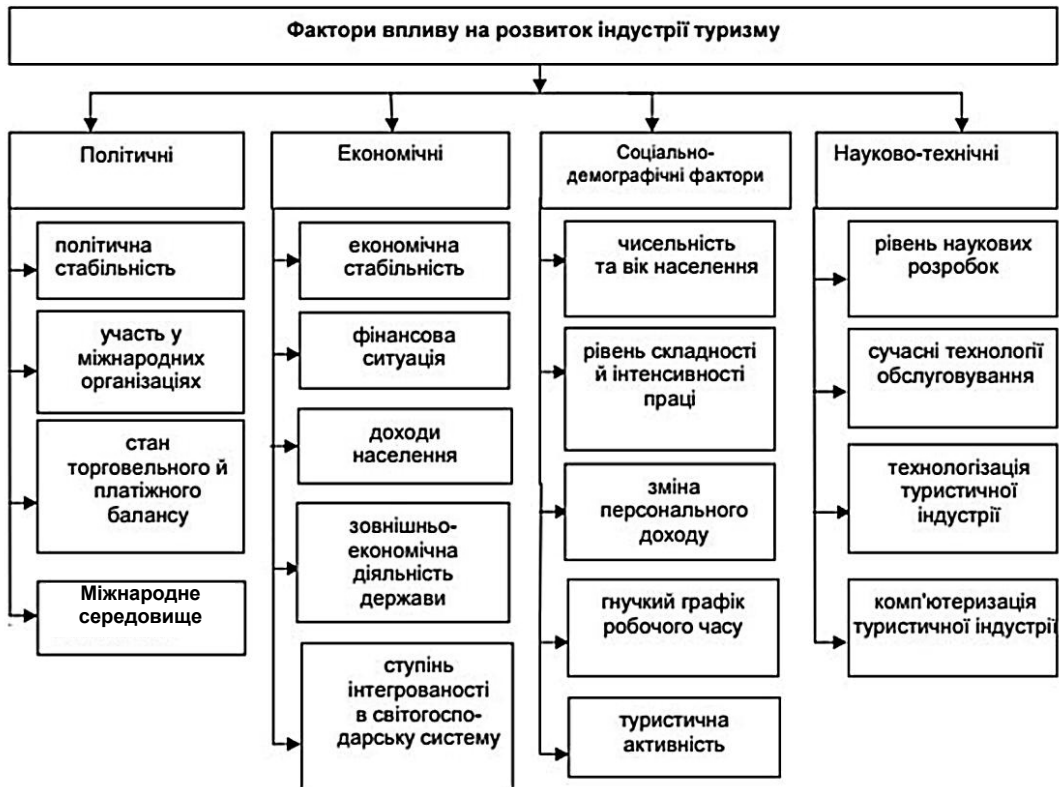 Фактори впливу на розвиток індустрії туризму
Політичні
політична
стабільність
участь у
міжнародних
організаціях
стан
торговельного й
платіжного
балансу
Міжнародне
середовище
Економічні
економічна
стабільність
фінансова
ситуація
доходи
населення
зовнішньо-
економічна
діяльність
держави
ступінь
інтегрованості
в світогоспо-
дарську систему
Соціально-
демографічні фактори
чисельність
та вік населення
рівень складності
й інтенсивності
праці
зміна
персонального
доходу
гнучкий графік
робочого часу
туристична
активність
Науково-технічні
рівень наукових
розробок
сучасні технології
обслуговування
технологізація
туристичної
індустрії
комп'ютеризація
туристичної індустрії